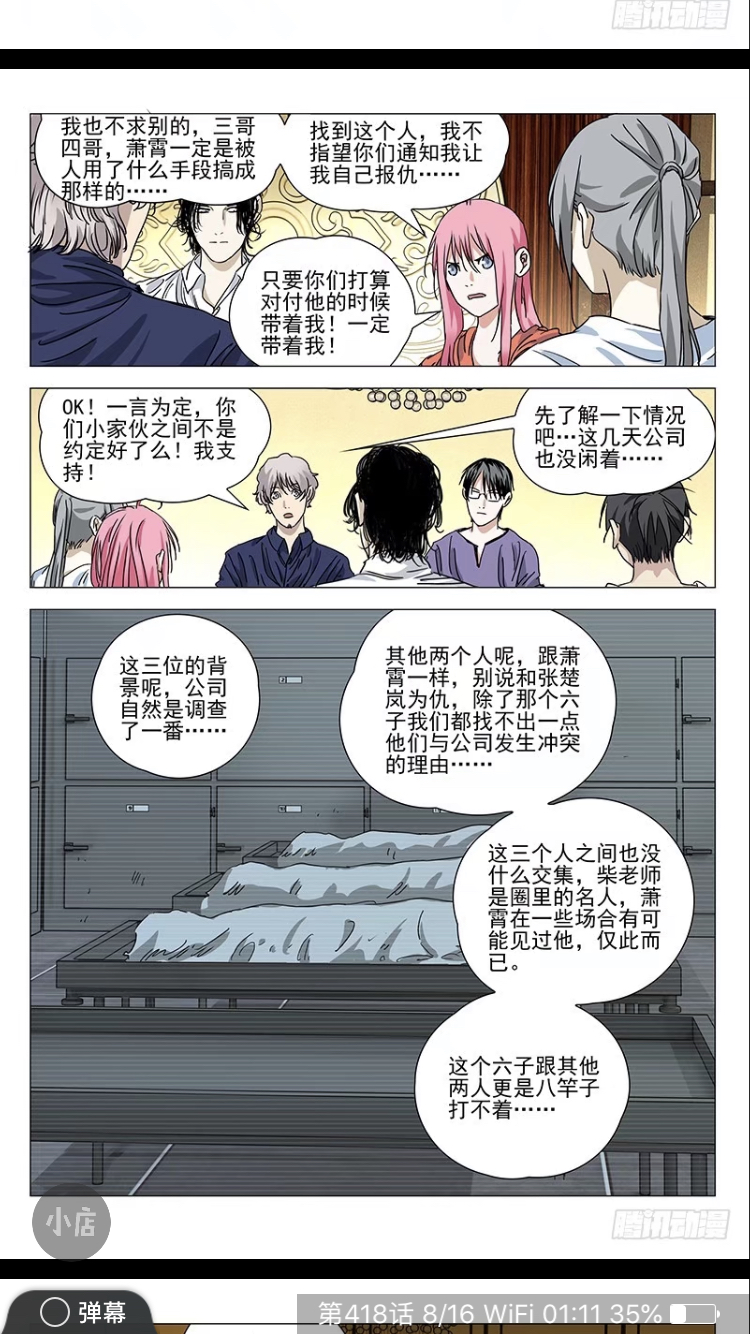 腾讯动漫
我也不求别的，三哥
四哥，萧霄一定是被
人用了什么手段搞成
那样的……
找到这个人，我不
指望你们通知我让
我自己报仇……
只要你们打算
对付他的时候
带着我！一定
带着我！
OK！一言为定，你
们小家伙之间不是
约定好了么！我支
持！
先了解一下情况
吧…这几天公司
也没闲着……
这三位的背
景呢，公司
自然是调查
了一番……
其他两个人呢，跟萧
霄一样，别说和张楚
岚为仇，除了那个六
子我们都找不出一点
他们与公司发生冲突
的理由……
这三个人之间也没
什么交集，柴老师
是圈里的名人，萧
霄在一些场合有可
能见过他，仅此而
已。
这个六子跟其他
两人更是八竿子
打不着……
小店
腾讯动漫
弹幕
第418话 8/16 WiFi 01:11 35%